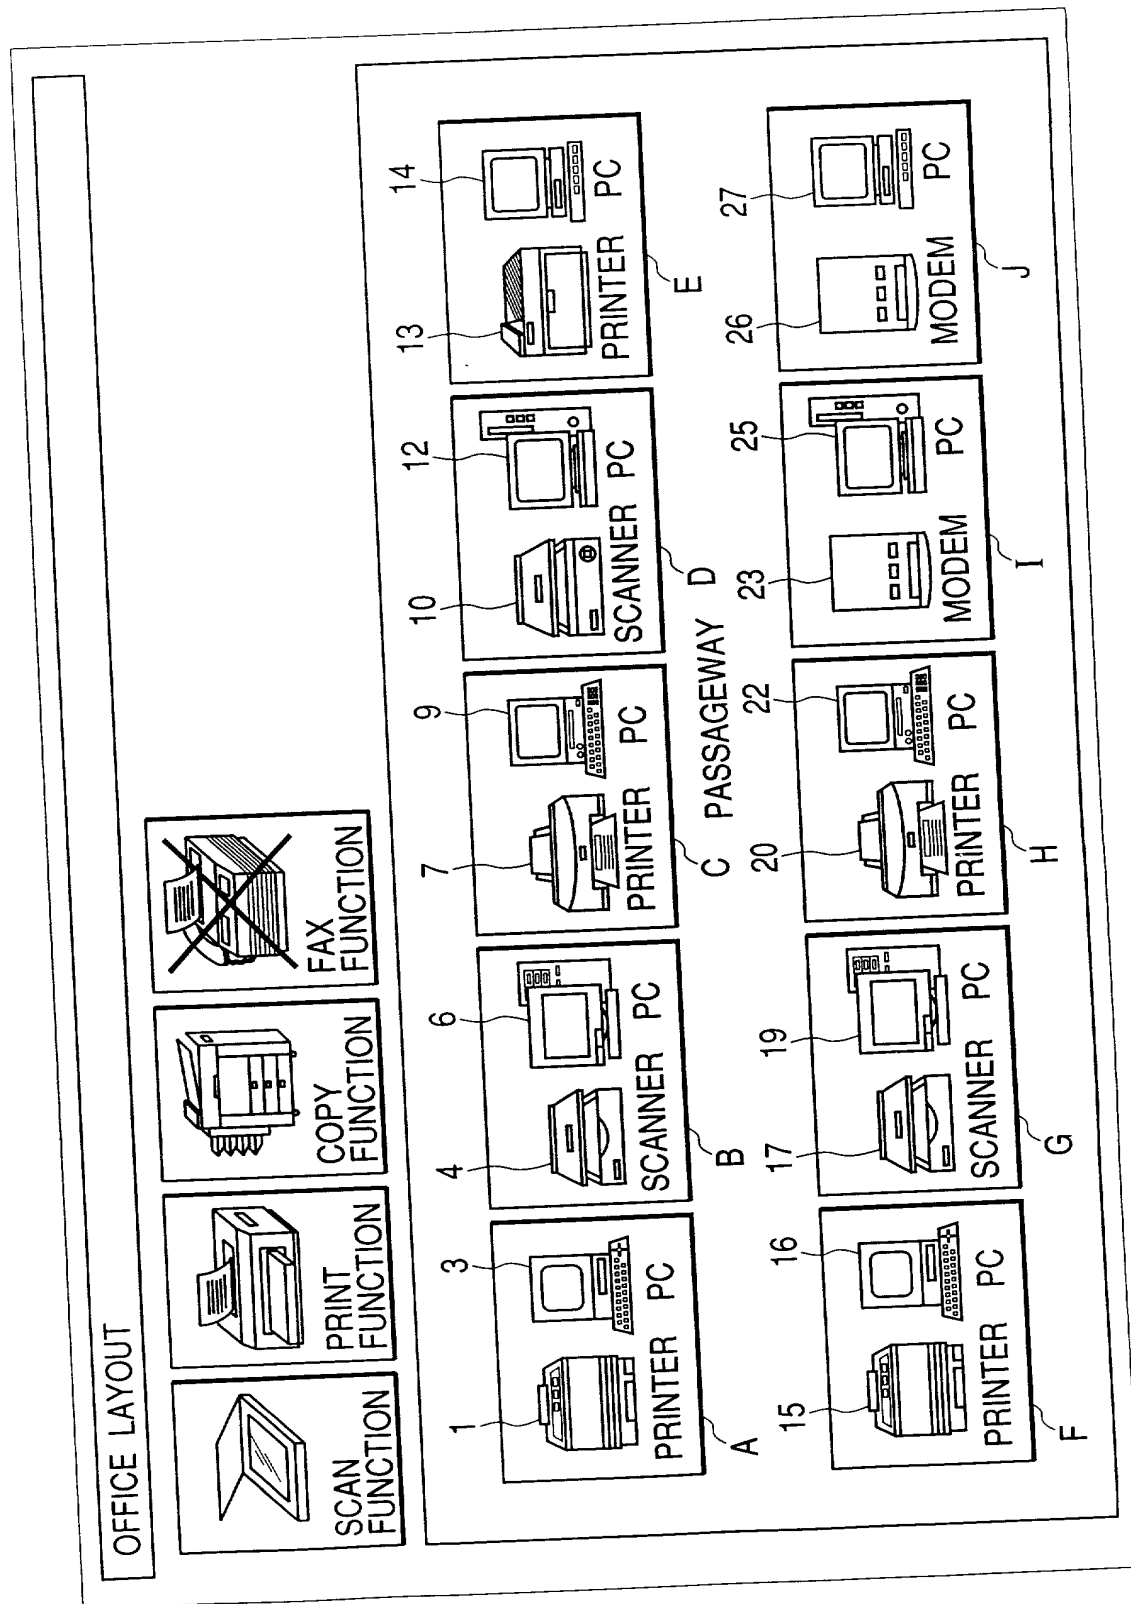 OFFICE LAYOUT
SCAN
FUNCTION
PRINT
FUNCTION
COPY
FUNCTION
FAX
FUNCTION
1 3
PRINTER PC
A
4 6
SCANNER PC
B
7 9
PRINTER PC
C
10 12
SCANNER PC
D
13 14
PRINTER PC
E
PASSAGEWAY
15 16
PRINTER PC
F
17 19
SCANNER PC
G
20 22
PRINTER PC
H
23 25
MODEM PC
I
26 27
MODEM PC
J